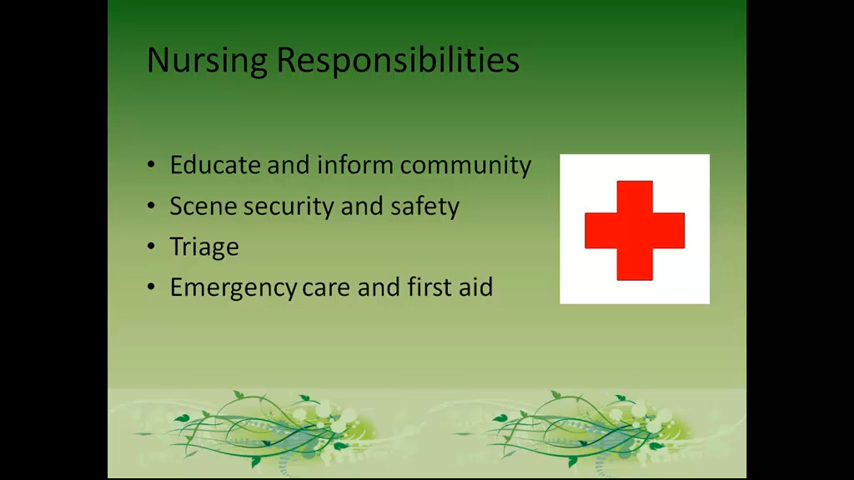 Nursing Responsibilities
• Educate and inform community
• Scene security and safety
• Triage
• Emergency care and first aid